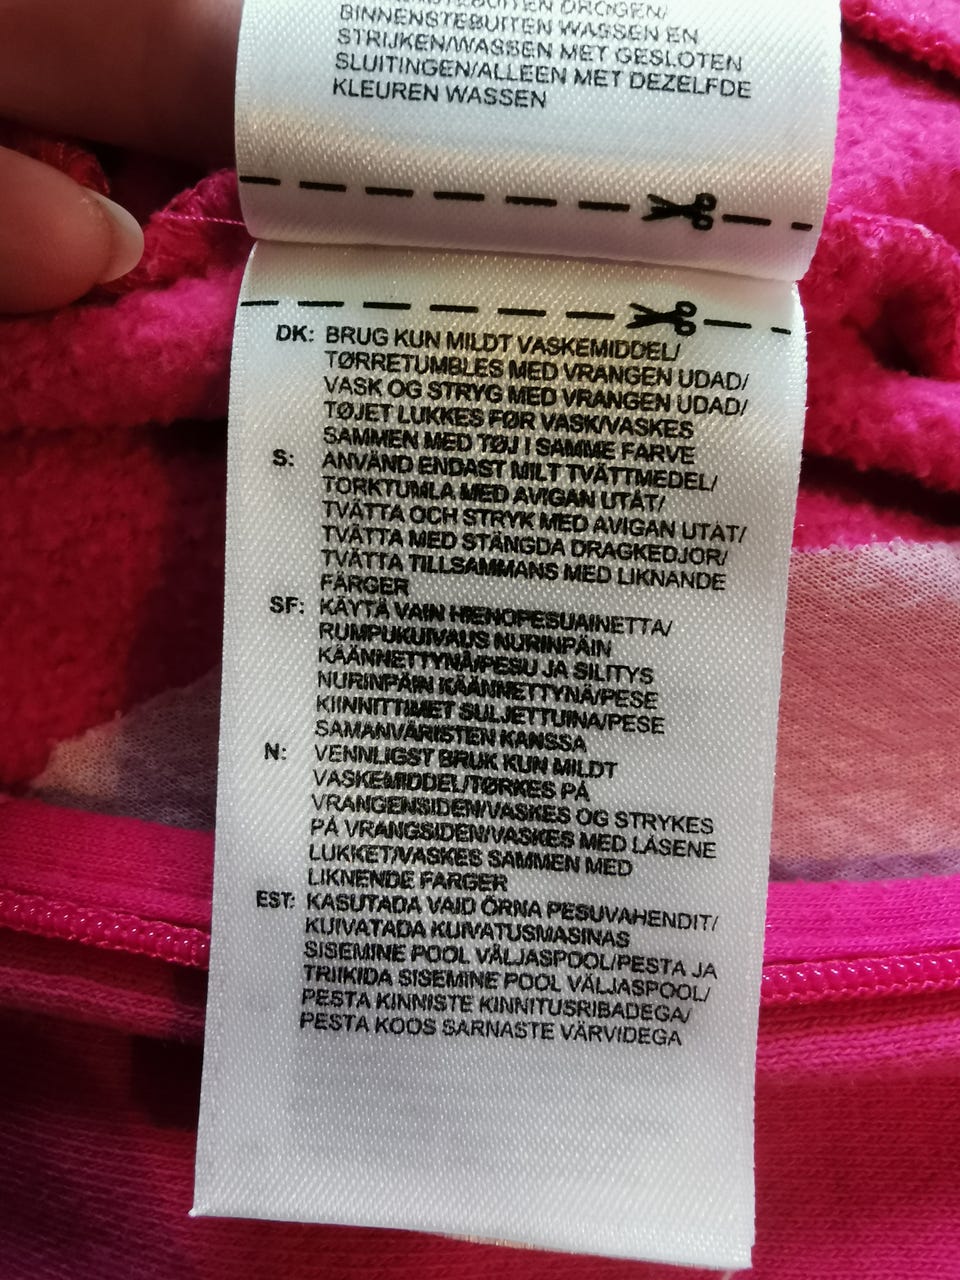 BINNENSTEBUITEN WASSEN EN
STRIJKEN/WASSEN MET GESLOTEN
SLUITINGEN/ALLEEN MET DEZELFDE
KLEUREN WASSEN
DK: BRUG KUN MILDT VASKEMIDDEL/
TØRRETUMBLES MED VRANGEN UDAD/
VASK OG STRYG MED VRANGEN UDAD/
TØJET LUKKES FØR VASK/VASKES
SAMMEN MED TØJ I SAMME FARVE
S: ANVÄND ENDAST MILT TVÄTTMEDEL/
TORKTUMLA MED AVIGAN UTÅT/
TVÄTTA OCH STRYK MED AVIGAN UTÅT/
TVÄTTA MED STÄNGDA DRAGKEDJOR/
TVÄTTA TILLSAMMANS MED LIKNANDE
FÄRGER
SF: KÄYTÄ VAIN HIENOPESUAINETTA/
RUMPUKUIVAUS NURINPÄIN
KÄÄNNETTYNÄ/PESU JA SILITYS
NURINPÄIN KÄÄNNETTYNÄ/PESE
KIINNITTIMET SULJETTUINA/PESE
SAMANVÄRISTEN KANSSA
N: VENNLIGST BRUK KUN MILDT
VASKEMIDDEL/TØRKES PÅ
VRANGENSIDEN/VASKES OG STRYKES
PÅ VRANGSIDEN/VASKES MED LÅSENE
LUKKET/VASKES SAMMEN MED
LIKNENDE FARGER
EST: KASUTADA VAID ÕRNA PESUVAHENDIT/
KUIVATADA KUIVATUSMASINAS
SISEMINE POOL VÄLJASPOOL/PESTA JA
TRIIKIDA SISEMINE POOL VÄLJASPOOL/
PESTA KINNISTE KINNITUSRIBADEGA/
PESTA KOOS SARNASTE VÄRVIDEGA